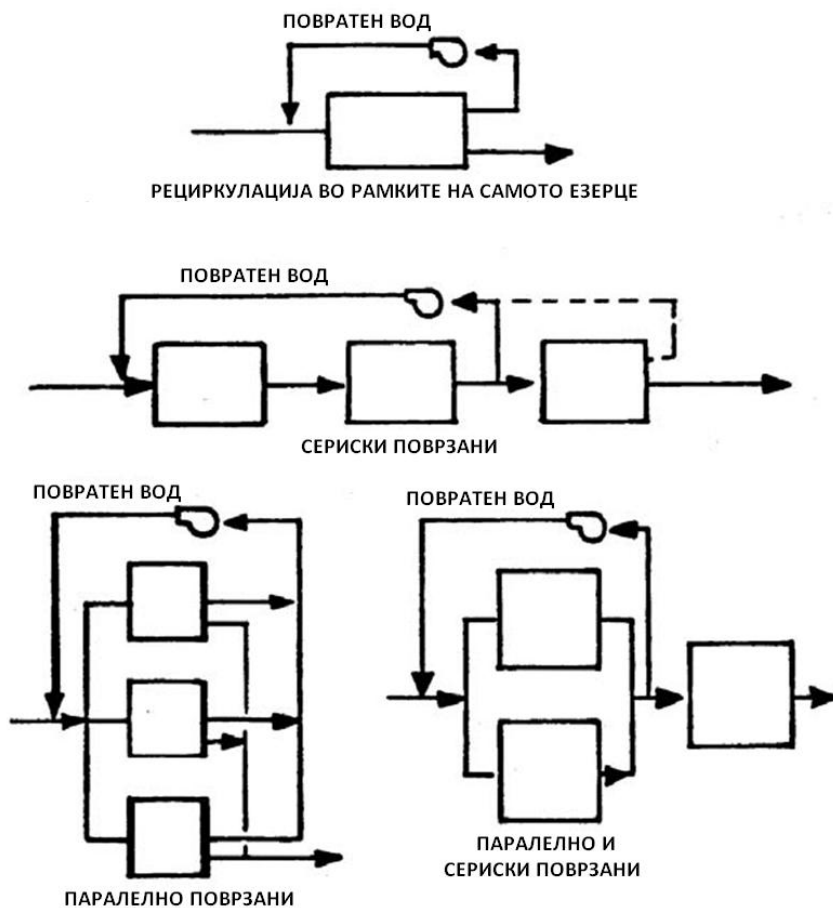 ПОВРАТЕН ВОД
РЕЦИРКУЛАЦИЈА ВО РАМКИТЕ НА САМОТО ЕЗЕРЦЕ
ПОВРАТЕН ВОД
СЕРИСКИ ПОВРЗАНИ
ПОВРАТЕН ВОД
ПАРАЛЕЛНО ПОВРЗАНИ
ПОВРАТЕН ВОД
ПАРАЛЕЛНО И
СЕРИСКИ ПОВРЗАНИ